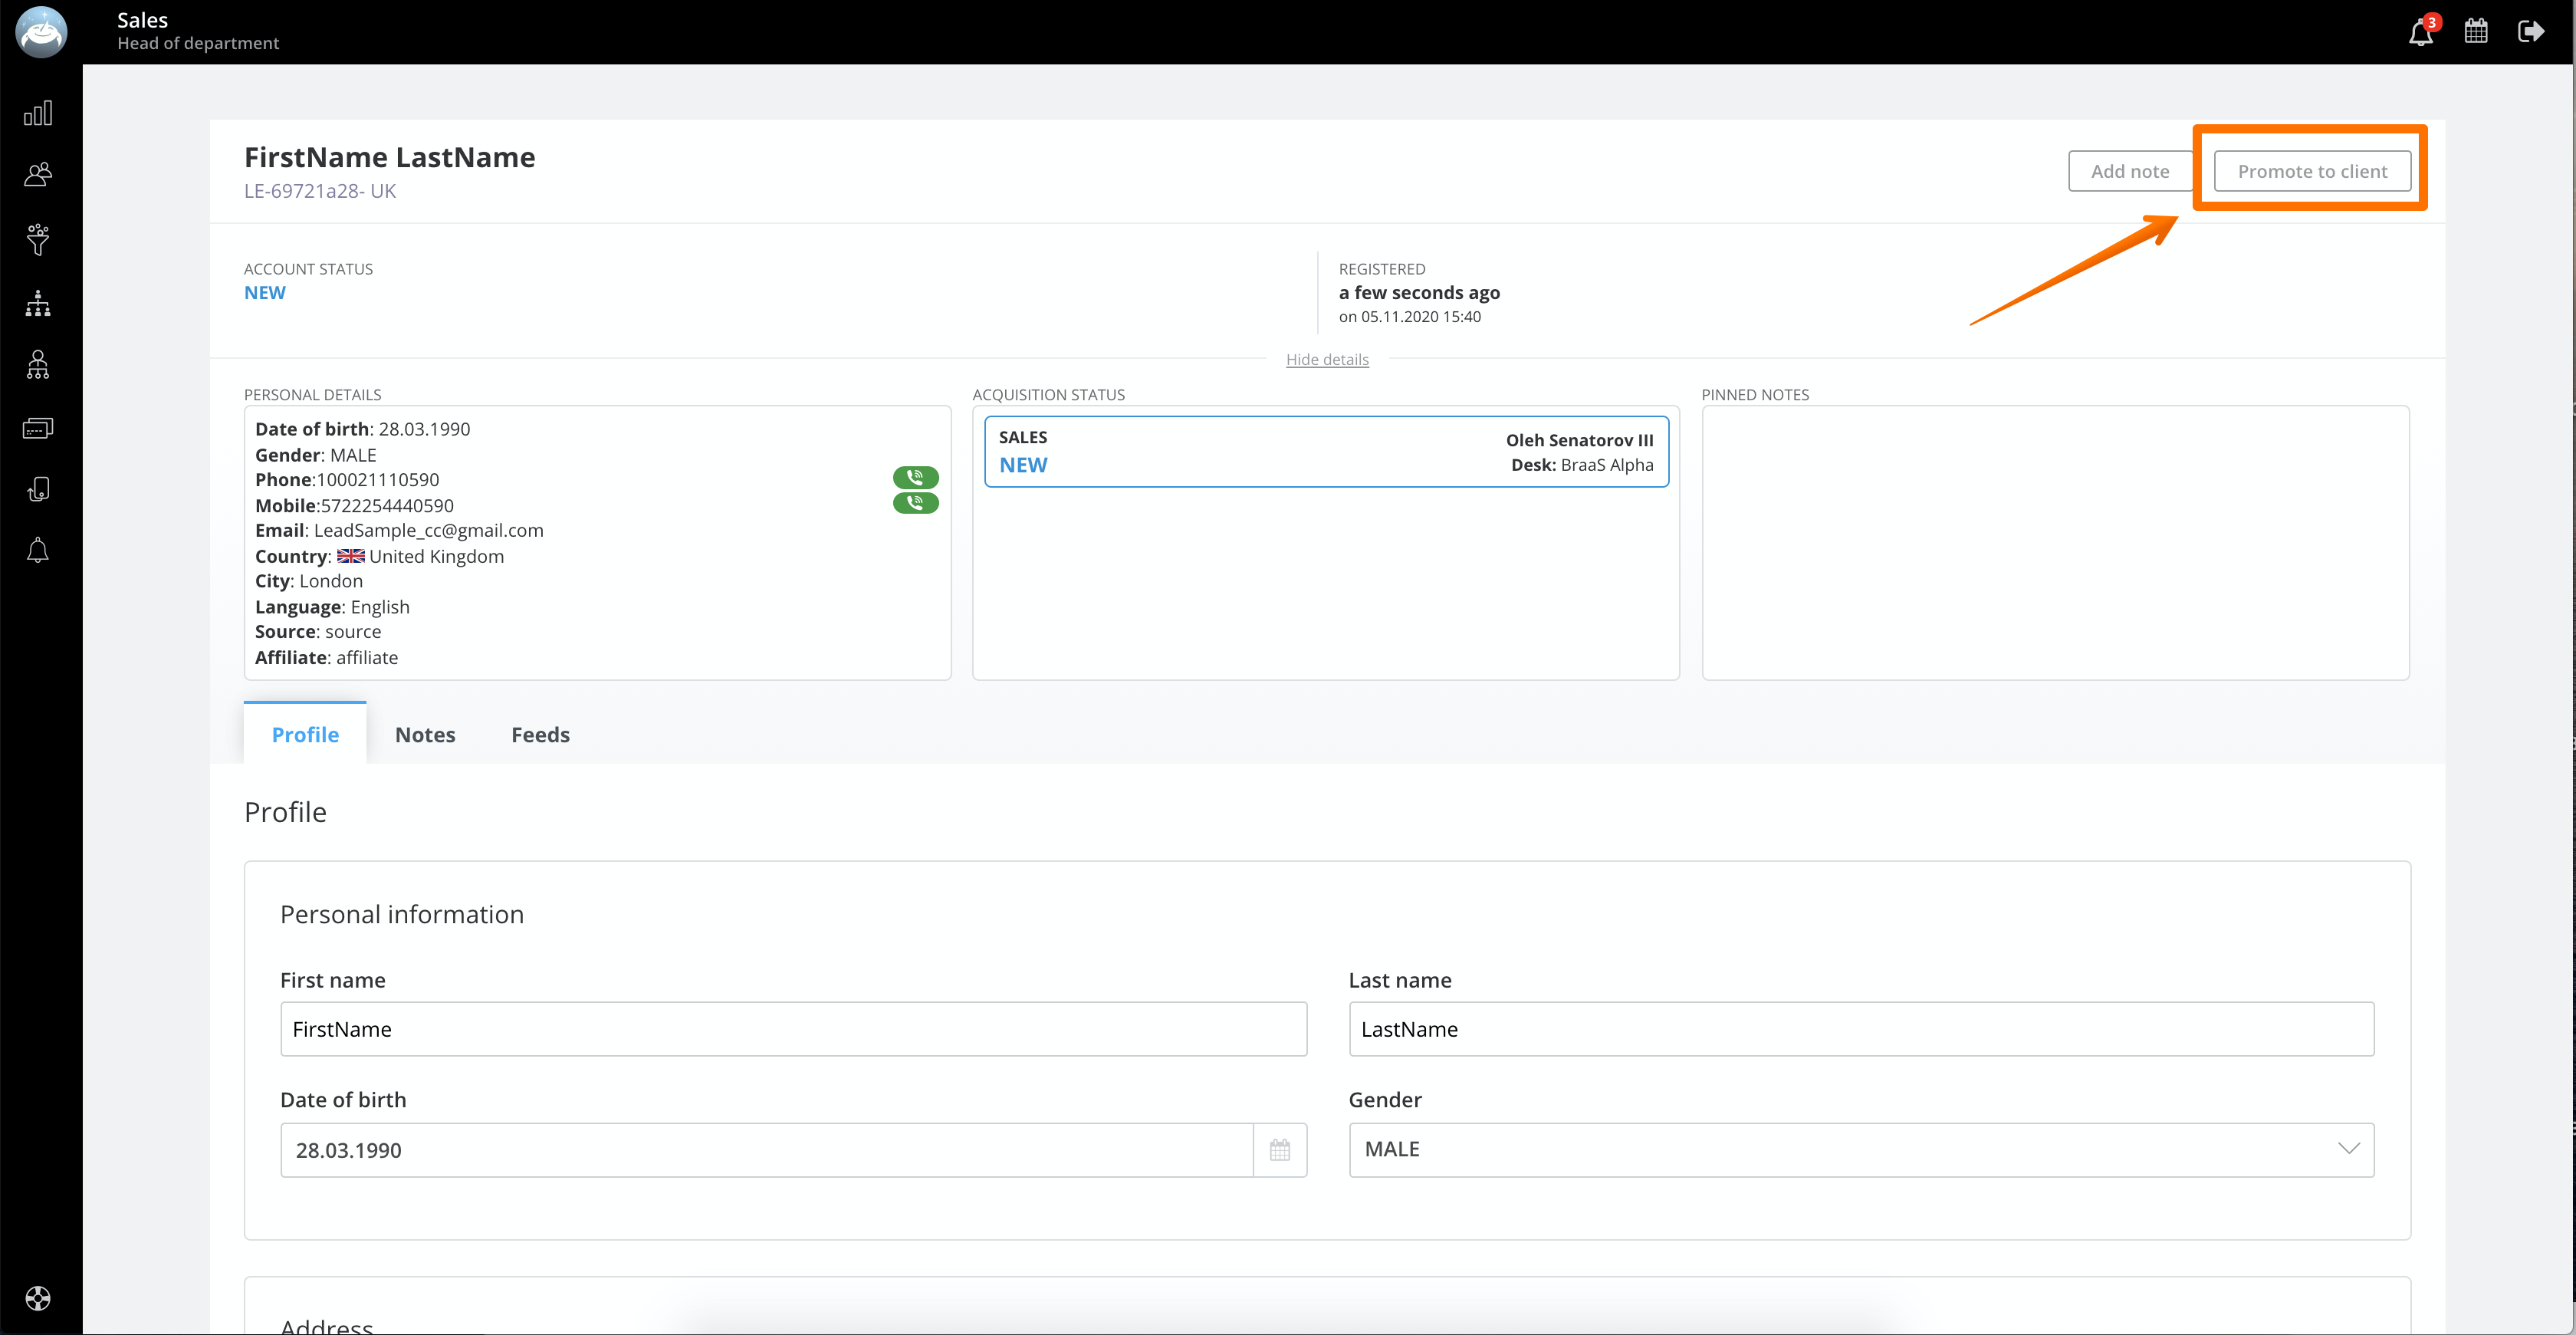 Sales
Head of department
3
FirstName LastName
LE-69721a28- UK
Add note
Promote to client
ACCOUNT STATUS
NEW
REGISTERED
a few seconds ago
on 05.11.2020 15:40
Hide details
PERSONAL DETAILS
Date of birth: 28.03.1990
Gender: MALE
Phone:100021110590
Mobile:5722254440590
Email: LeadSample_cc@gmail.com
Country: United Kingdom
City: London
Language: English
Source: source
Affiliate: affiliate
ACQUISITION STATUS
SALES
NEW
Oleh Senatorov III
Desk: BraaS Alpha
PINNED NOTES
Profile
Notes
Feeds
Profile
Personal information
First name
FirstName
Last name
LastName
Date of birth
28.03.1990
Gender
MALE
Address